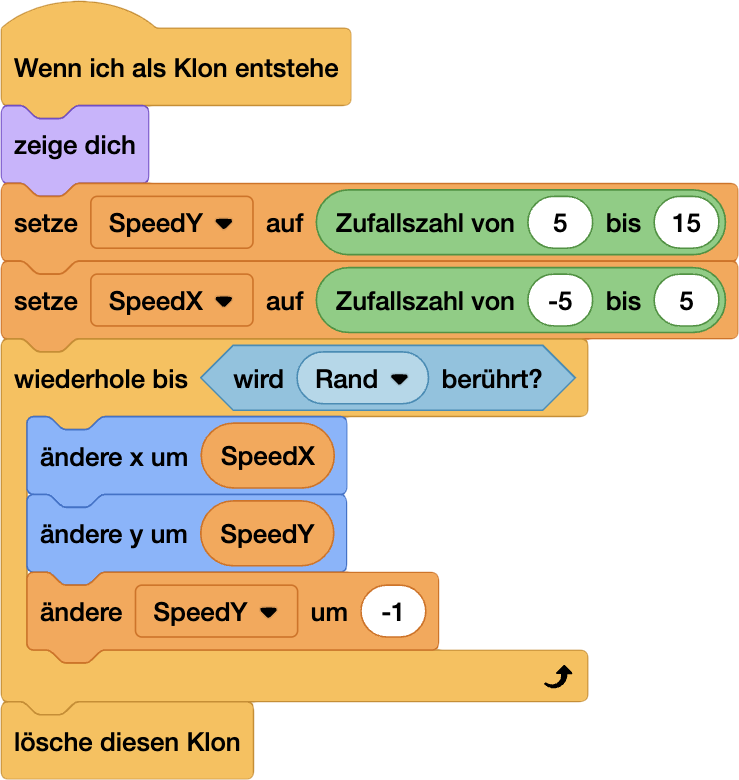 Wenn ich als Klon entstehe
zeige dich
setze SpeedY auf Zufallszahl von 5 bis 15
setze SpeedX auf Zufallszahl von -5 bis 5
wiederhole bis wird Rand berührt?
ändere x um SpeedX
ändere y um SpeedY
ändere SpeedY um -1
lösche diesen Klon